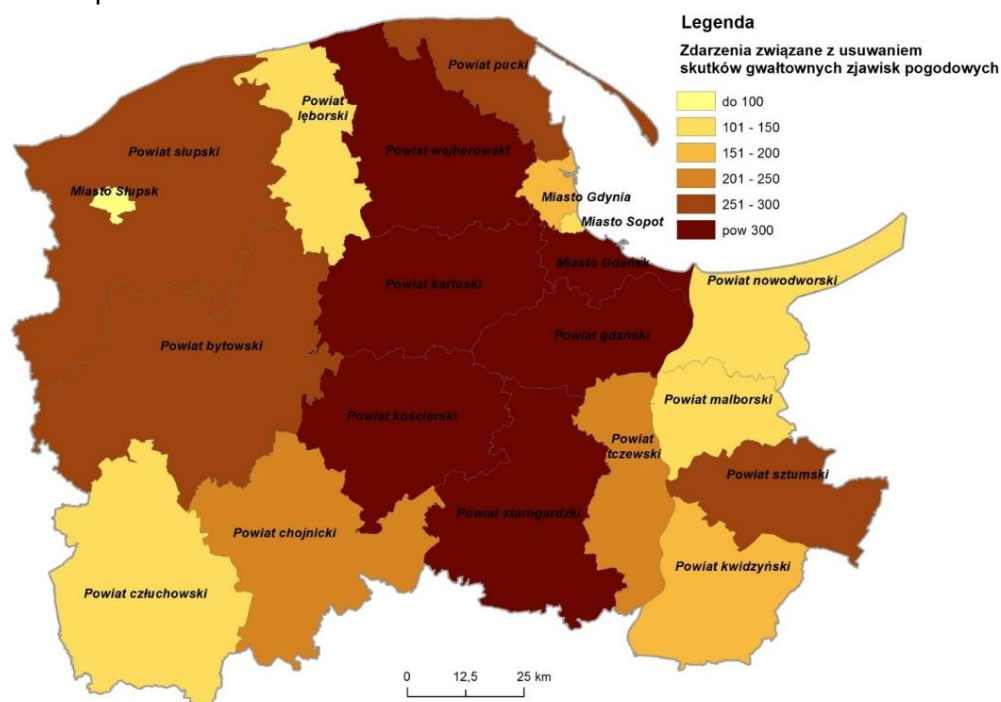 Legenda
Zdarzenia związane z usuwaniem
skutków gwałtownych zjawisk pogodowych
do 100
101 - 150
151 - 200
201 - 250
251 - 300
pow 300
Powiat pucki
Powiat
lęborski
Powiat słupski
Powiat wejherowski
Miasto Słupsk
Miasto Gdynia
Miasto Sopot
Miasto Gdańsk
Powiat nowodworski
Powiat kartuski
Powiat gdański
Powiat bytowski
Powiat malborski
Powiat kościerski
Powiat
tczewski
Powiat sztumski
Powiat starogardzki
Powiat chojnicki
Powiat kwidzyński
Powiat człuchowski
0 12,5 25 km